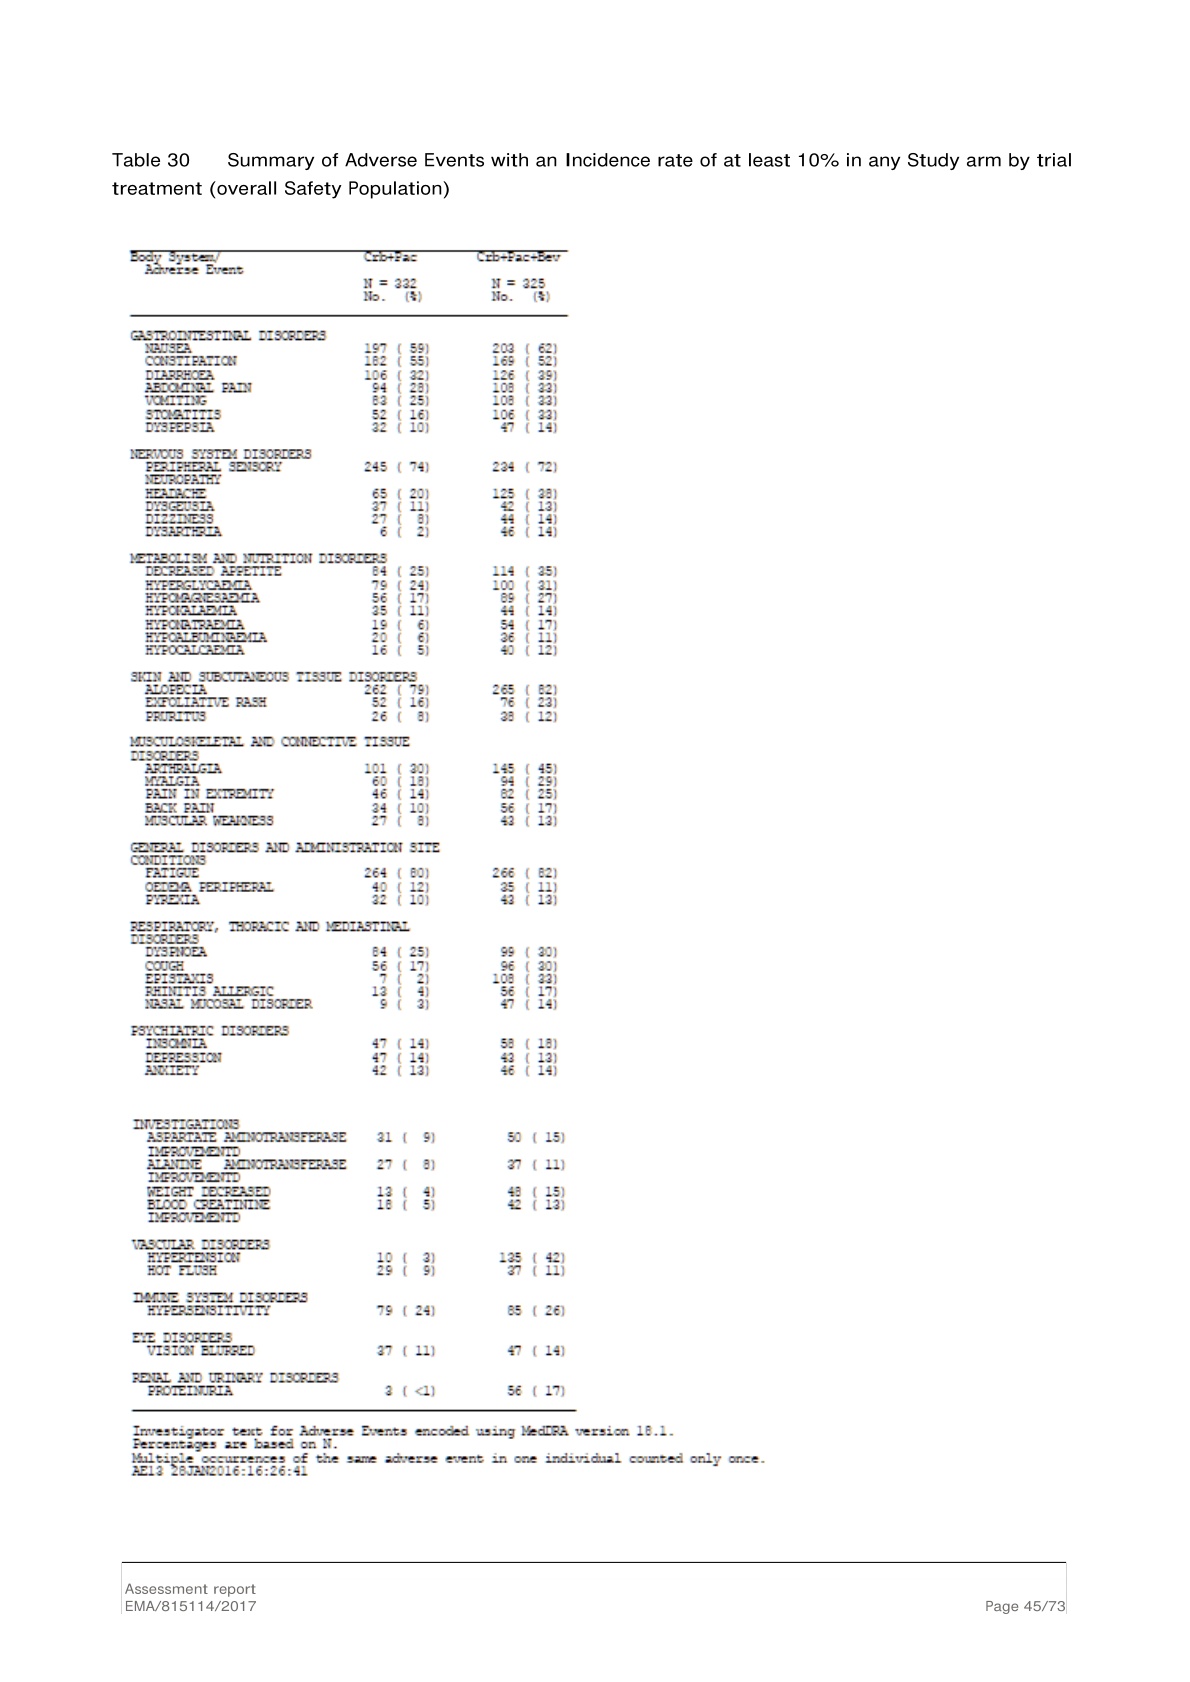 Table 30 Summary of Adverse Events with an Incidence rate of at least 10% in any Study arm by trial
treatment (overall Safety Population)
Body System/ Crb+Pac Crb+Pac+Bev
Adverse Event
N = 332 N = 325
No. (%) No. (%)
GASTROINTESTINAL DISORDERS
NAUSEA 197 ( 59) 203 ( 62)
CONSTIPATION 182 ( 55) 169 ( 52)
DIARRHOEA 106 ( 32) 126 ( 39)
ABDOMINAL PAIN 94 ( 28) 108 ( 33)
VOMITING 83 ( 25) 108 ( 33)
STOMATITIS 52 ( 16) 106 ( 33)
DYSPEPSIA 32 ( 10) 47 ( 14)
NERVOUS SYSTEM DISORDERS
PERIPHERAL SENSORY 245 ( 74) 234 ( 72)
NEUROPATHY
HEADACHE 65 ( 20) 125 ( 38)
DYSGEUSIA 37 ( 11) 42 ( 13)
DIZZINESS 27 ( 8) 44 ( 14)
DYSARTHRIA 6 ( 2) 46 ( 14)
METABOLISM AND NUTRITION DISORDERS
DECREASED APPETITE 84 ( 25) 114 ( 35)
HYPERGLYCAEMIA 79 ( 24) 100 ( 31)
HYPOMAGNESAEMIA 56 ( 17) 89 ( 27)
HYPOKALAEMIA 35 ( 11) 44 ( 14)
HYPONATRAEMIA 19 ( 6) 54 ( 17)
HYPOALBUMINAEMIA 20 ( 6) 36 ( 11)
HYPOCALCAEMIA 16 ( 5) 40 ( 12)
SKIN AND SUBCUTANEOUS TISSUE DISORDERS
ALOPECIA 262 ( 79) 265 ( 82)
EXFOLIATIVE RASH 52 ( 16) 76 ( 23)
PRURITUS 26 ( 8) 38 ( 12)
MUSCULOSKELETAL AND CONNECTIVE TISSUE
DISORDERS
ARTHRALGIA 101 ( 30) 145 ( 45)
MYALGIA 60 ( 18) 94 ( 29)
PAIN IN EXTREMITY 46 ( 14) 82 ( 25)
BACK PAIN 34 ( 10) 56 ( 17)
MUSCULAR WEAKNESS 27 ( 8) 43 ( 13)
GENERAL DISORDERS AND ADMINISTRATION SITE
CONDITIONS
FATIGUE 264 ( 80) 266 ( 82)
OEDEMA PERIPHERAL 40 ( 12) 35 ( 11)
PYREXIA 32 ( 10) 43 ( 13)
RESPIRATORY, THORACIC AND MEDIASTINAL
DISORDERS
DYSPNOEA 84 ( 25) 99 ( 30)
COUGH 56 ( 17) 96 ( 30)
EPISTAXIS 7 ( 2) 108 ( 33)
RHINITIS ALLERGIC 13 ( 4) 56 ( 17)
NASAL MUCOSAL DISORDER 9 ( 3) 47 ( 14)
PSYCHIATRIC DISORDERS
INSOMNIA 47 ( 14) 58 ( 18)
DEPRESSION 47 ( 14) 43 ( 13)
ANXIETY 42 ( 13) 46 ( 14)
INVESTIGATIONS
ASPARTATE AMINOTRANSFERASE 31 ( 9) 50 ( 15)
IMPROVEMENTD
ALANINE AMINOTRANSFERASE 27 ( 8) 37 ( 11)
IMPROVEMENTD
WEIGHT DECREASED 13 ( 4) 48 ( 15)
BLOOD CREATININE 18 ( 5) 42 ( 13)
IMPROVEMENTD
VASCULAR DISORDERS
HYPERTENSION 10 ( 3) 135 ( 42)
HOT FLUSH 29 ( 9) 37 ( 11)
IMMUNE SYSTEM DISORDERS
HYPERSENSITIVITY 79 ( 24) 85 ( 26)
EYE DISORDERS
VISION BLURRED 37 ( 11) 47 ( 14)
RENAL AND URINARY DISORDERS
PROTEINURIA 3 ( <1) 56 ( 17)
Investigator text for Adverse Events encoded using MedDRA version 18.1.
Percentages are based on N.
Multiple occurrences of the same adverse event in one individual counted only once.
AE13 28JAN2016:16:26:41
Assessment report
EMA/815114/2017 Page 45/73